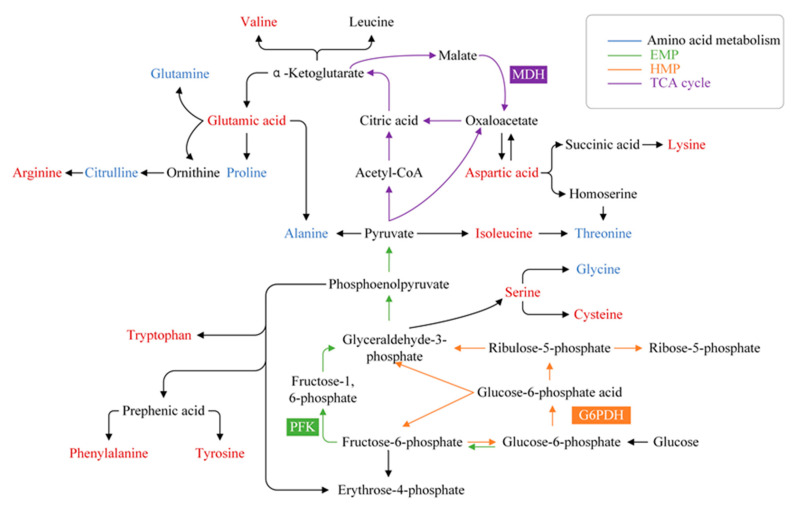 Valine
Leucine
Amino acid metabolism
EMP
HMP
TCA cycle
Glutamine
α -Ketoglutarate
Malate
MDH
Glutamic acid
Citric acid
Oxaloacetate
Succinic acid
Lysine
Arginine
Citrulline
Ornithine
Proline
Acetyl-CoA
Aspartic acid
Homoserine
Alanine
Pyruvate
Isoleucine
Threonine
Phosphoenolpyruvate
Glycine
Serine
Cysteine
Tryptophan
Glyceraldehyde-3-
phosphate
Ribulose-5-phosphate
Ribose-5-phosphate
Fructose-1,
6-phosphate
Glucose-6-phosphate acid
Prephenic acid
PFK
G6PDH
Phenylalanine
Tyrosine
Fructose-6-phosphate
Glucose-6-phosphate
Glucose
Erythrose-4-phosphate